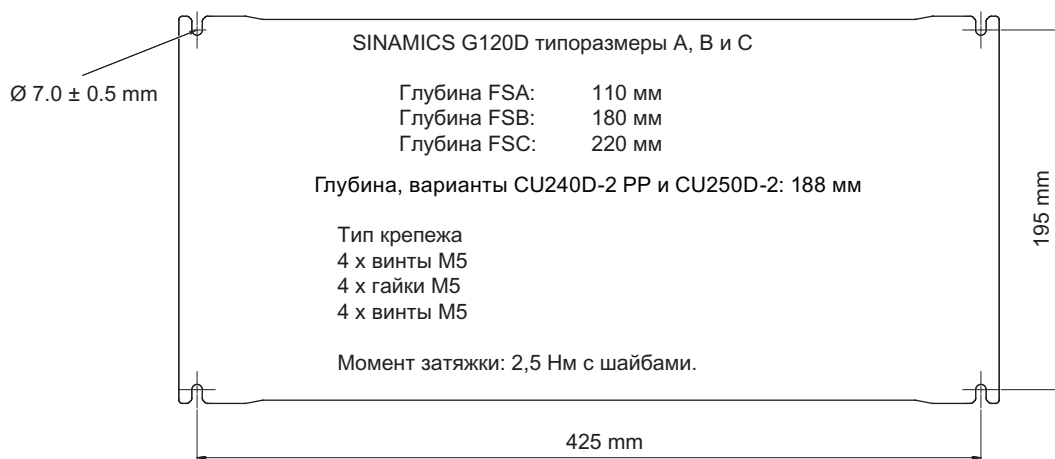 SINAMICS G120D типоразмеры A, B и C
Ø 7.0 ± 0.5 mm
Глубина FSA: 110 мм
Глубина FSB: 180 мм
Глубина FSC: 220 мм
Глубина, варианты CU240D-2 PP и CU250D-2: 188 мм
195 mm
Тип крепежа
4 x винты M5
4 x гайки M5
4 x винты M5
Момент затяжки: 2,5 Нм с шайбами.
425 mm